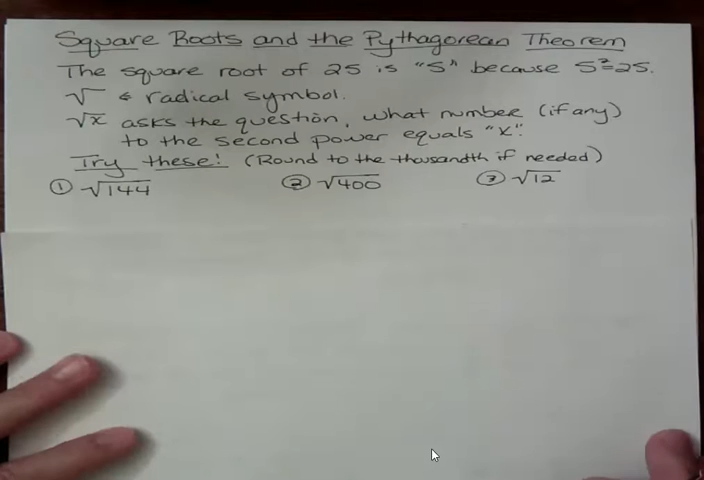 Square Roots and the Pythagorean Theorem
The square root of 25 is "5" because 5²=25.
√ ← radical symbol.
√x asks the question, what number (if any)
to the second power equals "x".
Try these! (Round to the thousandth if needed)
① √144 ② √400 ③ √12